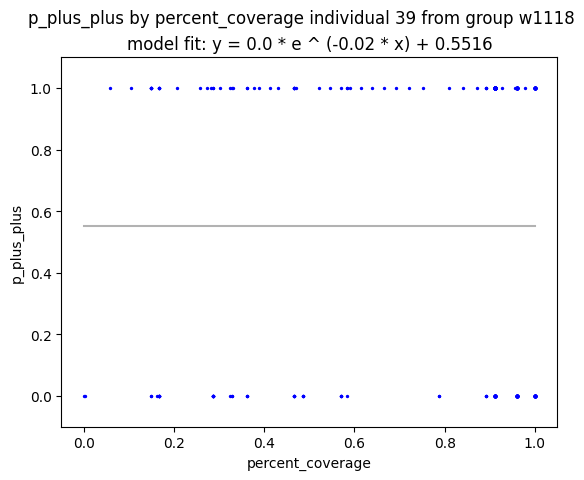 p_plus_plus by percent_coverage individual 39 from group w1118
model fit: y = 0.0 * e ^ (-0.02 * x) + 0.5516
1.0
0.8
0.6
0.4
0.2
0.0
p_plus_plus
0.0 0.2 0.4 0.6 0.8 1.0
percent_coverage